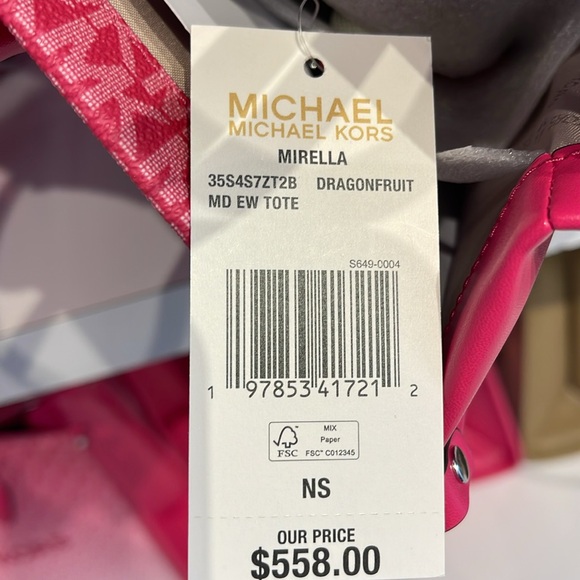 MICHAEL
MICHAEL KORS
MIRELLA
35S4S7ZT2B DRAGONFRUIT
MD EW TOTE
S649-0004
1 97853 41721 2
FSC
MIX
Paper
FSC™ C012345
NS
OUR PRICE
$558.00